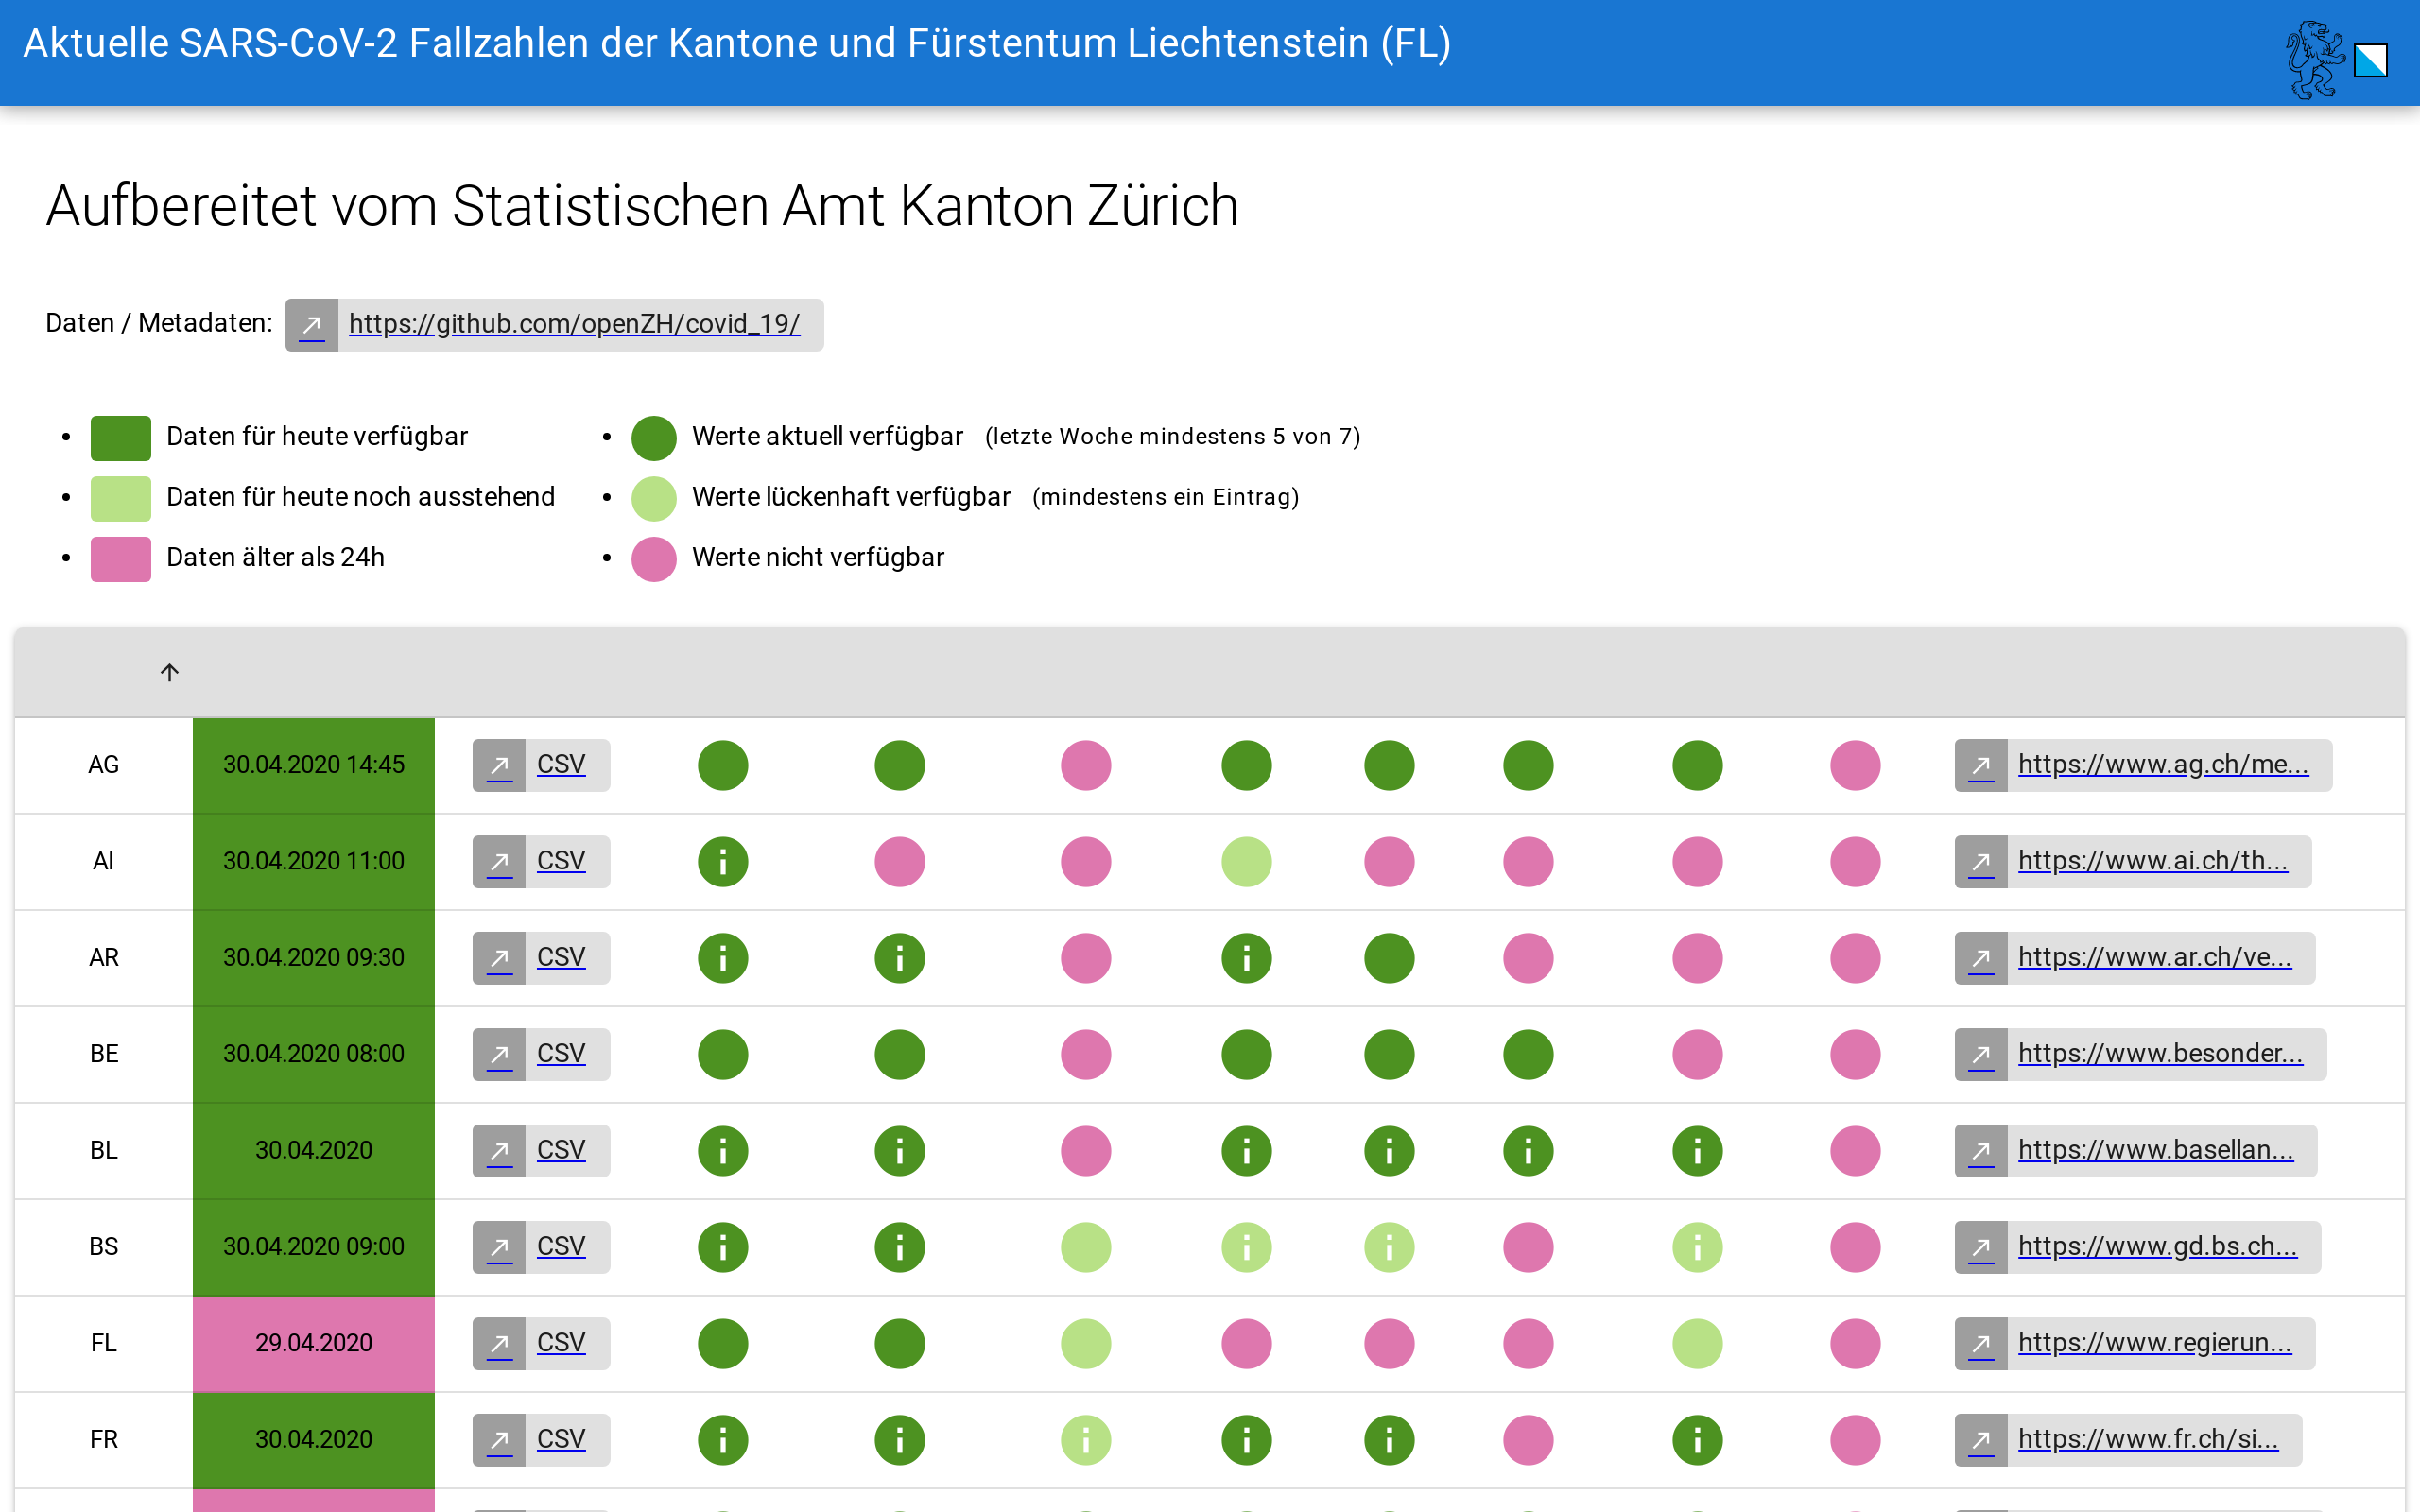 Aktuelle SARS-CoV-2 Fallzahlen der Kantone und Fürstentum Liechtenstein (FL)
Aufbereitet vom Statistischen Amt Kanton Zürich
Daten / Metadaten: https://github.com/openZH/covid_19/
Daten für heute verfügbar
Daten für heute noch ausstehend
Daten älter als 24h
Werte aktuell verfügbar (letzte Woche mindestens 5 von 7)
Werte lückenhaft verfügbar (mindestens ein Eintrag)
Werte nicht verfügbar
AG 30.04.2020 14:45 CSV https://www.ag.ch/me...
AI 30.04.2020 11:00 CSV https://www.ai.ch/th...
AR 30.04.2020 09:30 CSV https://www.ar.ch/ve...
BE 30.04.2020 08:00 CSV https://www.besonder...
BL 30.04.2020 CSV https://www.basellan...
BS 30.04.2020 09:00 CSV https://www.gd.bs.ch...
FL 29.04.2020 CSV https://www.regierun...
FR 30.04.2020 CSV https://www.fr.ch/si...